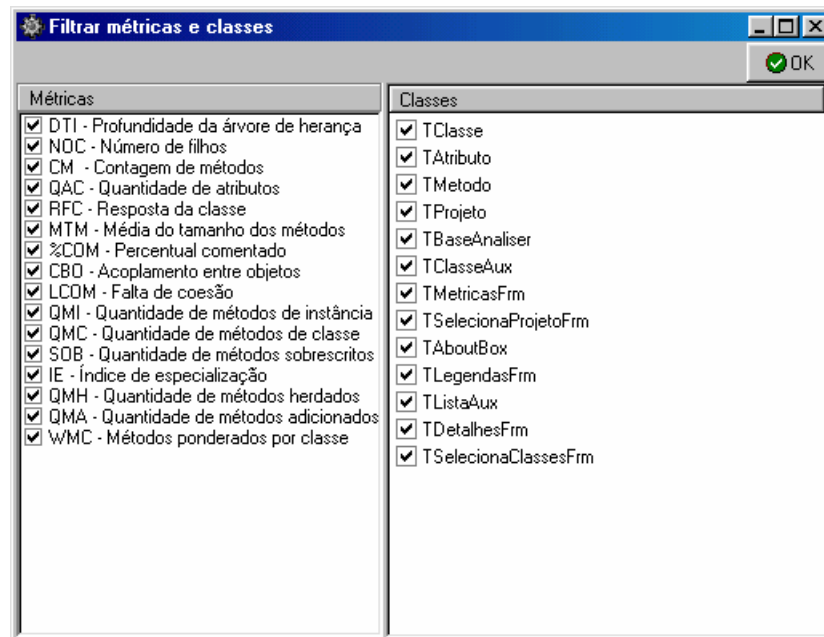 Filtrar métricas e classes
OK
Métricas
DTI - Profundidade da árvore de herança
NOC - Número de filhos
CM - Contagem de métodos
QAC - Quantidade de atributos
RFC - Resposta da classe
MTM - Média do tamanho dos métodos
%COM - Percentual comentado
CBO - Acoplamento entre objetos
LCOM - Falta de coesão
QMI - Quantidade de métodos de instância
QMC - Quantidade de métodos de classe
SOB - Quantidade de métodos sobrescritos
IE - Índice de especialização
QMH - Quantidade de métodos herdados
QMA - Quantidade de métodos adicionados
WMC - Métodos ponderados por classe
Classes
TClasse
TAtributo
TMetodo
TProjeto
TBaseAnaliser
TClasseAux
TMetricasFrm
TSelecionaProjetoFrm
TAboutBox
TLegendasFrm
TListaAux
TDetalhesFrm
TSelecionaClassesFrm